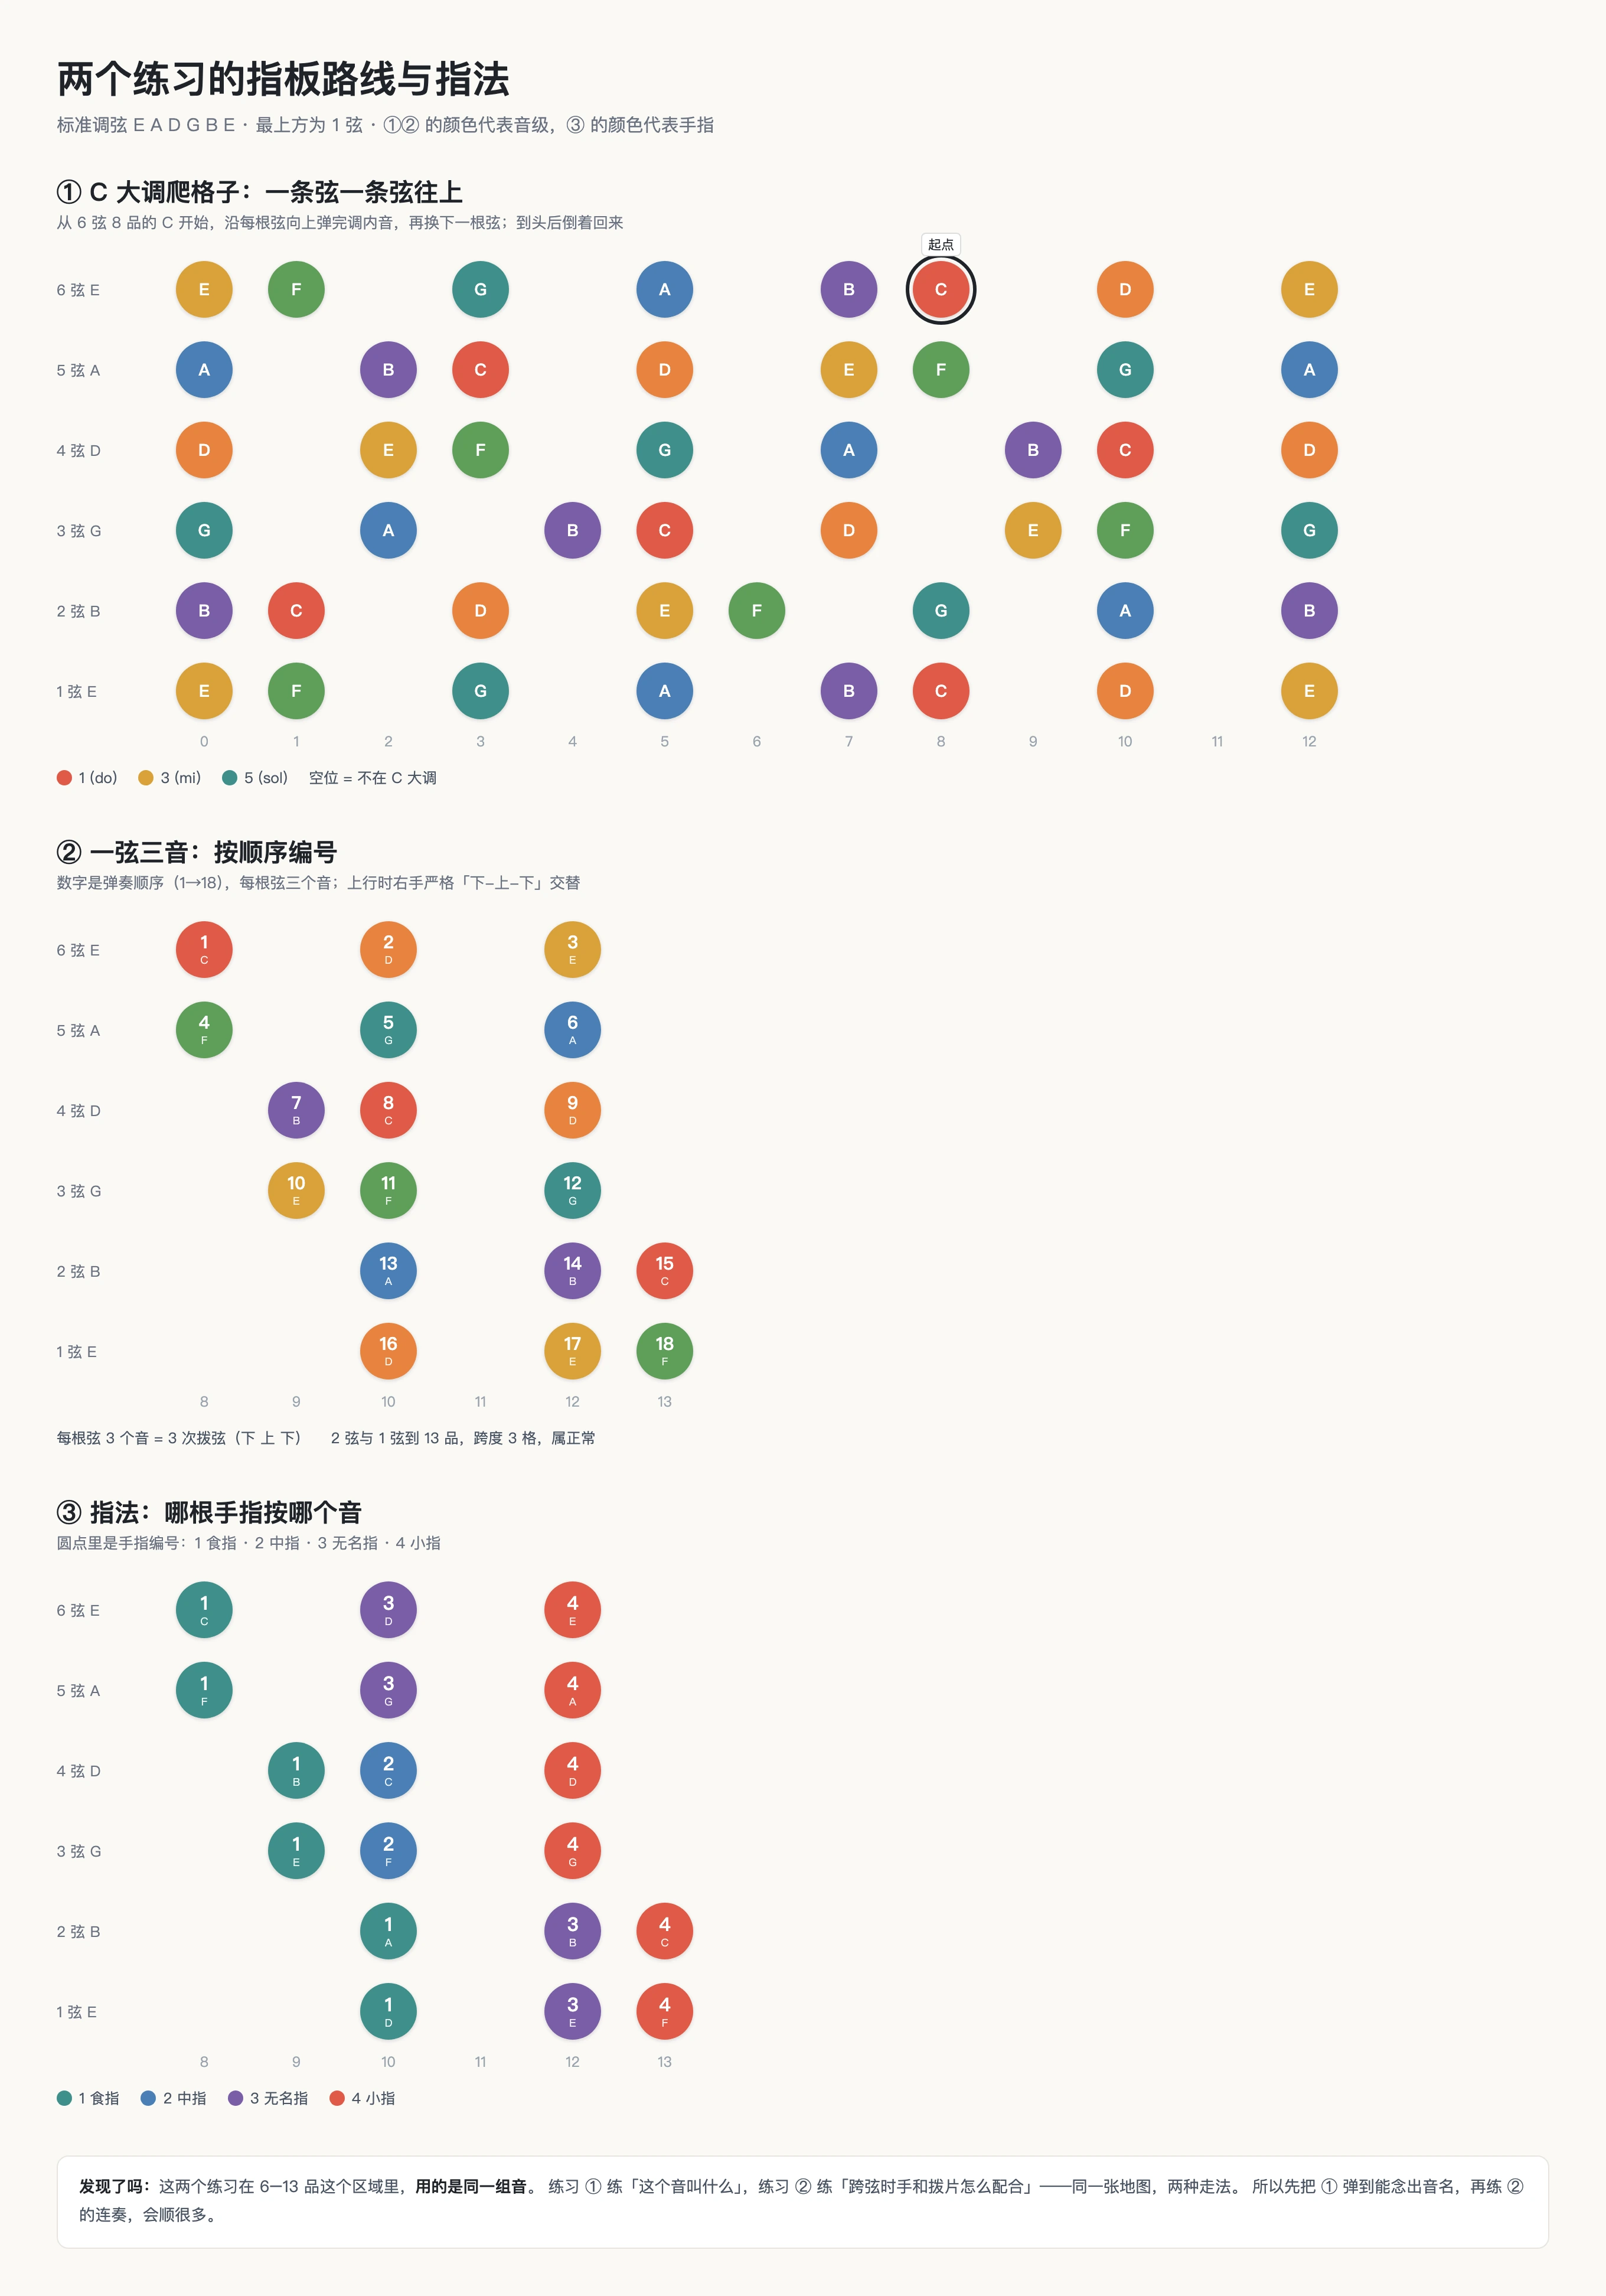 两个练习的指板路线与指法
标准调弦 E A D G B E · 最上方为 1 弦 · ①② 的颜色代表音级，③ 的颜色代表手指
① C 大调爬格子：一条弦一条弦往上
从 6 弦 8 品的 C 开始，沿每根弦向上弹完调内音，再换下一根弦；到头后倒着回来
起点
6 弦 E E F G A B C D E
5 弦 A A B C D E F G A
4 弦 D D E F G A B C D
3 弦 G G A B C D E F G
2 弦 B B C D E F G A B
1 弦 E E F G A B C D E
0 1 2 3 4 5 6 7 8 9 10 11 12
1 (do) 3 (mi) 5 (sol) 空位 = 不在 C 大调
② 一弦三音：按顺序编号
数字是弹奏顺序（1→18），每根弦三个音；上行时右手严格「下–上–下」交替
6 弦 E 1 C 2 D 3 E
5 弦 A 4 F 5 G 6 A
4 弦 D 7 B 8 C 9 D
3 弦 G 10 E 11 F 12 G
2 弦 B 13 A 14 B 15 C
1 弦 E 16 D 17 E 18 F
8 9 10 11 12 13
每根弦 3 个音 = 3 次拨弦（下 上 下） 2 弦与 1 弦到 13 品，跨度 3 格，属正常
③ 指法：哪根手指按哪个音
圆点里是手指编号：1 食指 · 2 中指 · 3 无名指 · 4 小指
6 弦 E 1 C 3 D 4 E
5 弦 A 1 F 3 G 4 A
4 弦 D 1 B 2 C 4 D
3 弦 G 1 E 2 F 4 G
2 弦 B 1 A 3 B 4 C
1 弦 E 1 D 3 E 4 F
8 9 10 11 12 13
1 食指 2 中指 3 无名指 4 小指
发现了吗：这两个练习在 6–13 品这个区域里，用的是同一组音。 练习 ① 练「这个音叫什么」，练习 ② 练「跨弦时手和拨片怎么配合」——同一张地图，两种走法。 所以先把 ① 弹到能念出音名，再练 ②
的连奏，会顺很多。